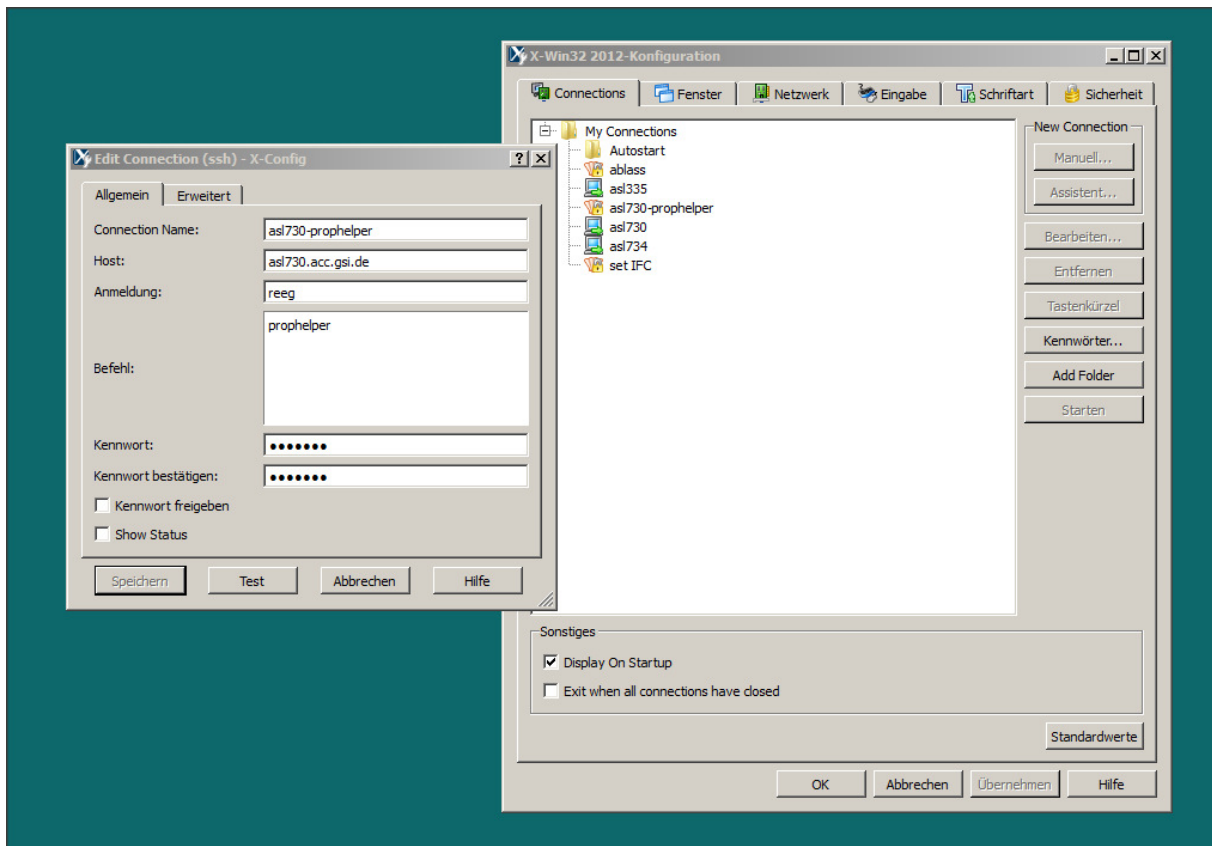 X-Win32 2012-Konfiguration
Connections Fenster Netzwerk Eingabe Schriftart Sicherheit
My Connections
Autostart
ablass
asl335
asl730-prophelper
asl730
asl734
set IFC
New Connection
Manuell...
Assistent...
Bearbeiten...
Entfernen
Tastenkürzel
Kennwörter...
Add Folder
Starten
Sonstiges
Display On Startup
Exit when all connections have closed
Standardwerte
OK Abbrechen Übernehmen Hilfe
Edit Connection (ssh) - X-Config
Allgemein Erweitert
Connection Name: asl730-prophelper
Host: asl730.acc.gsi.de
Anmeldung: reeg
Befehl: prophelper
Kennwort: ●●●●●●●
Kennwort bestätigen: ●●●●●●●
Kennwort freigeben
Show Status
Speichern Test Abbrechen Hilfe